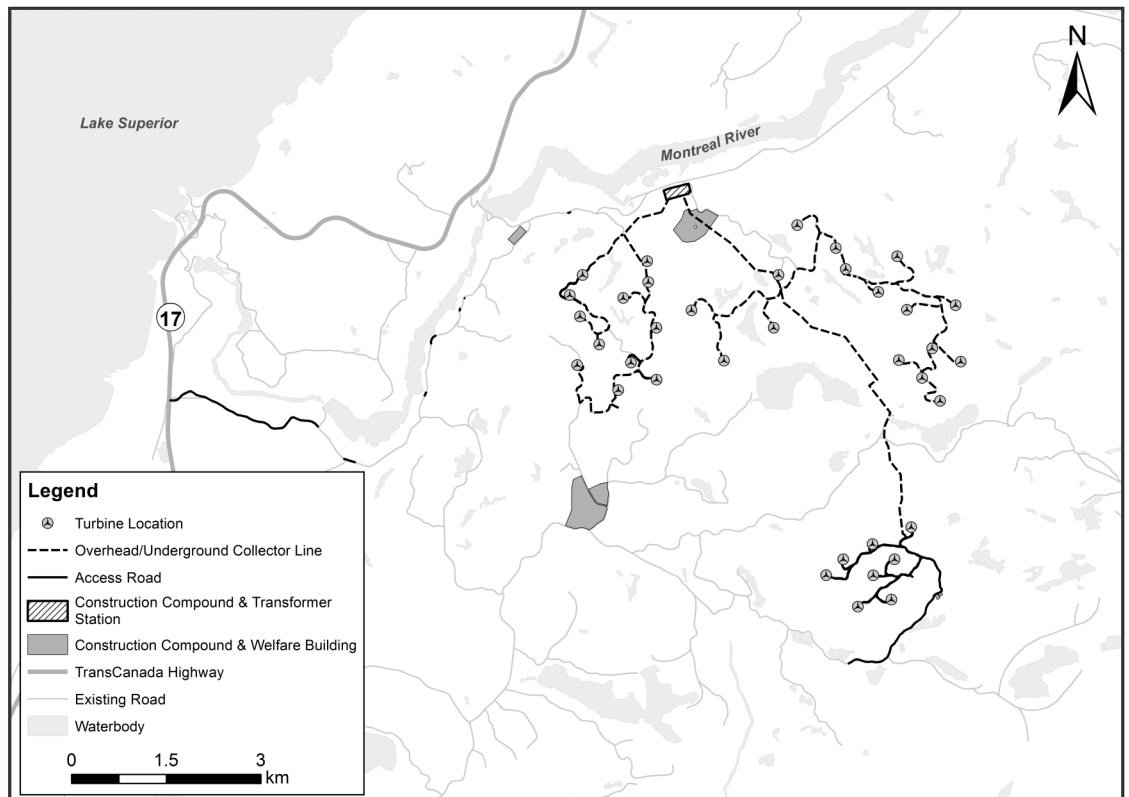 N
Lake Superior
Montreal River
17
Legend
Turbine Location
Overhead/Underground Collector Line
Access Road
Construction Compound & Transformer
Station
Construction Compound & Welfare Building
TransCanada Highway
Existing Road
Waterbody
0 1.5 3
km